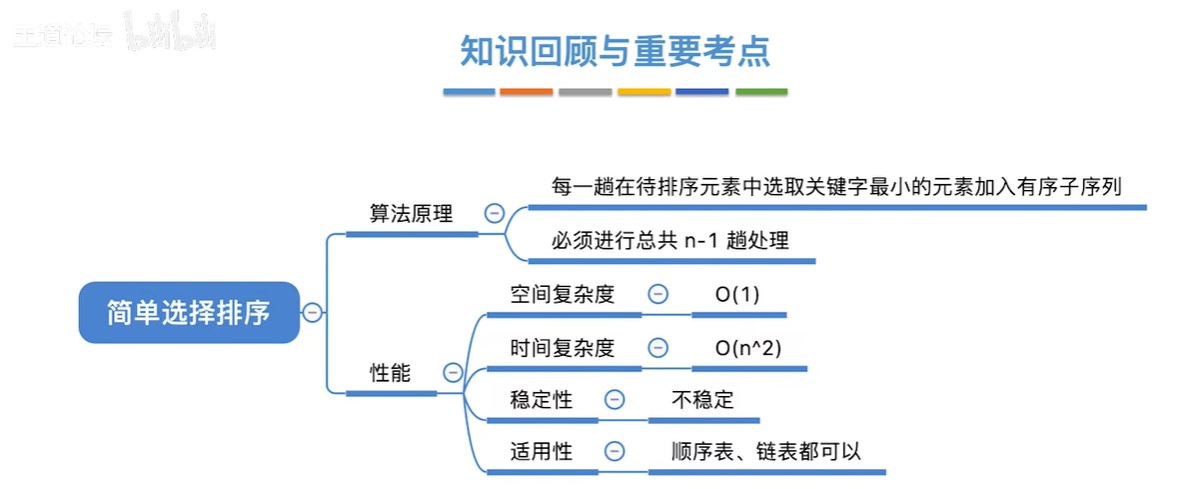 王道论坛 bilibili
知识回顾与重要考点
每一趟在待排序元素中选取关键字最小的元素加入有序子序列
算法原理
必须进行总共 n-1 趟处理
简单选择排序
空间复杂度 O(1)
时间复杂度 O(n^2)
性能
稳定性 不稳定
适用性 顺序表、链表都可以